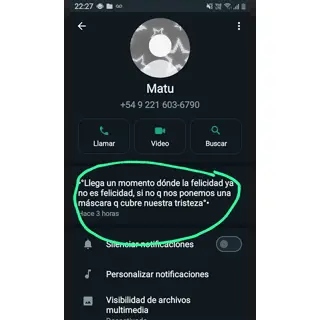 22:27
Matu
+54 9 221 603-6790
Llamar
Video
Buscar
•"Llega un momento dónde la felicidad ya
no es felicidad, si no q nos ponemos una
máscara q cubre nuestra tristeza"•
Hace 3 horas
Silenciar notificaciones
Personalizar notificaciones
Visibilidad de archivos
multimedia
Desactivada